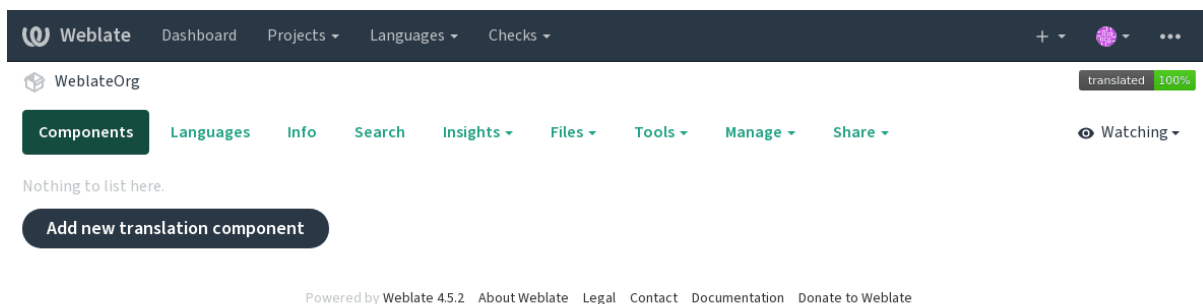 Weblate Dashboard Projects Languages Checks
WeblateOrg translated 100%
Components Languages Info Search Insights Files Tools Manage Share Watching
Nothing to list here.
Add new translation component
Powered by Weblate 4.5.2 About Weblate Legal Contact Documentation Donate to Weblate